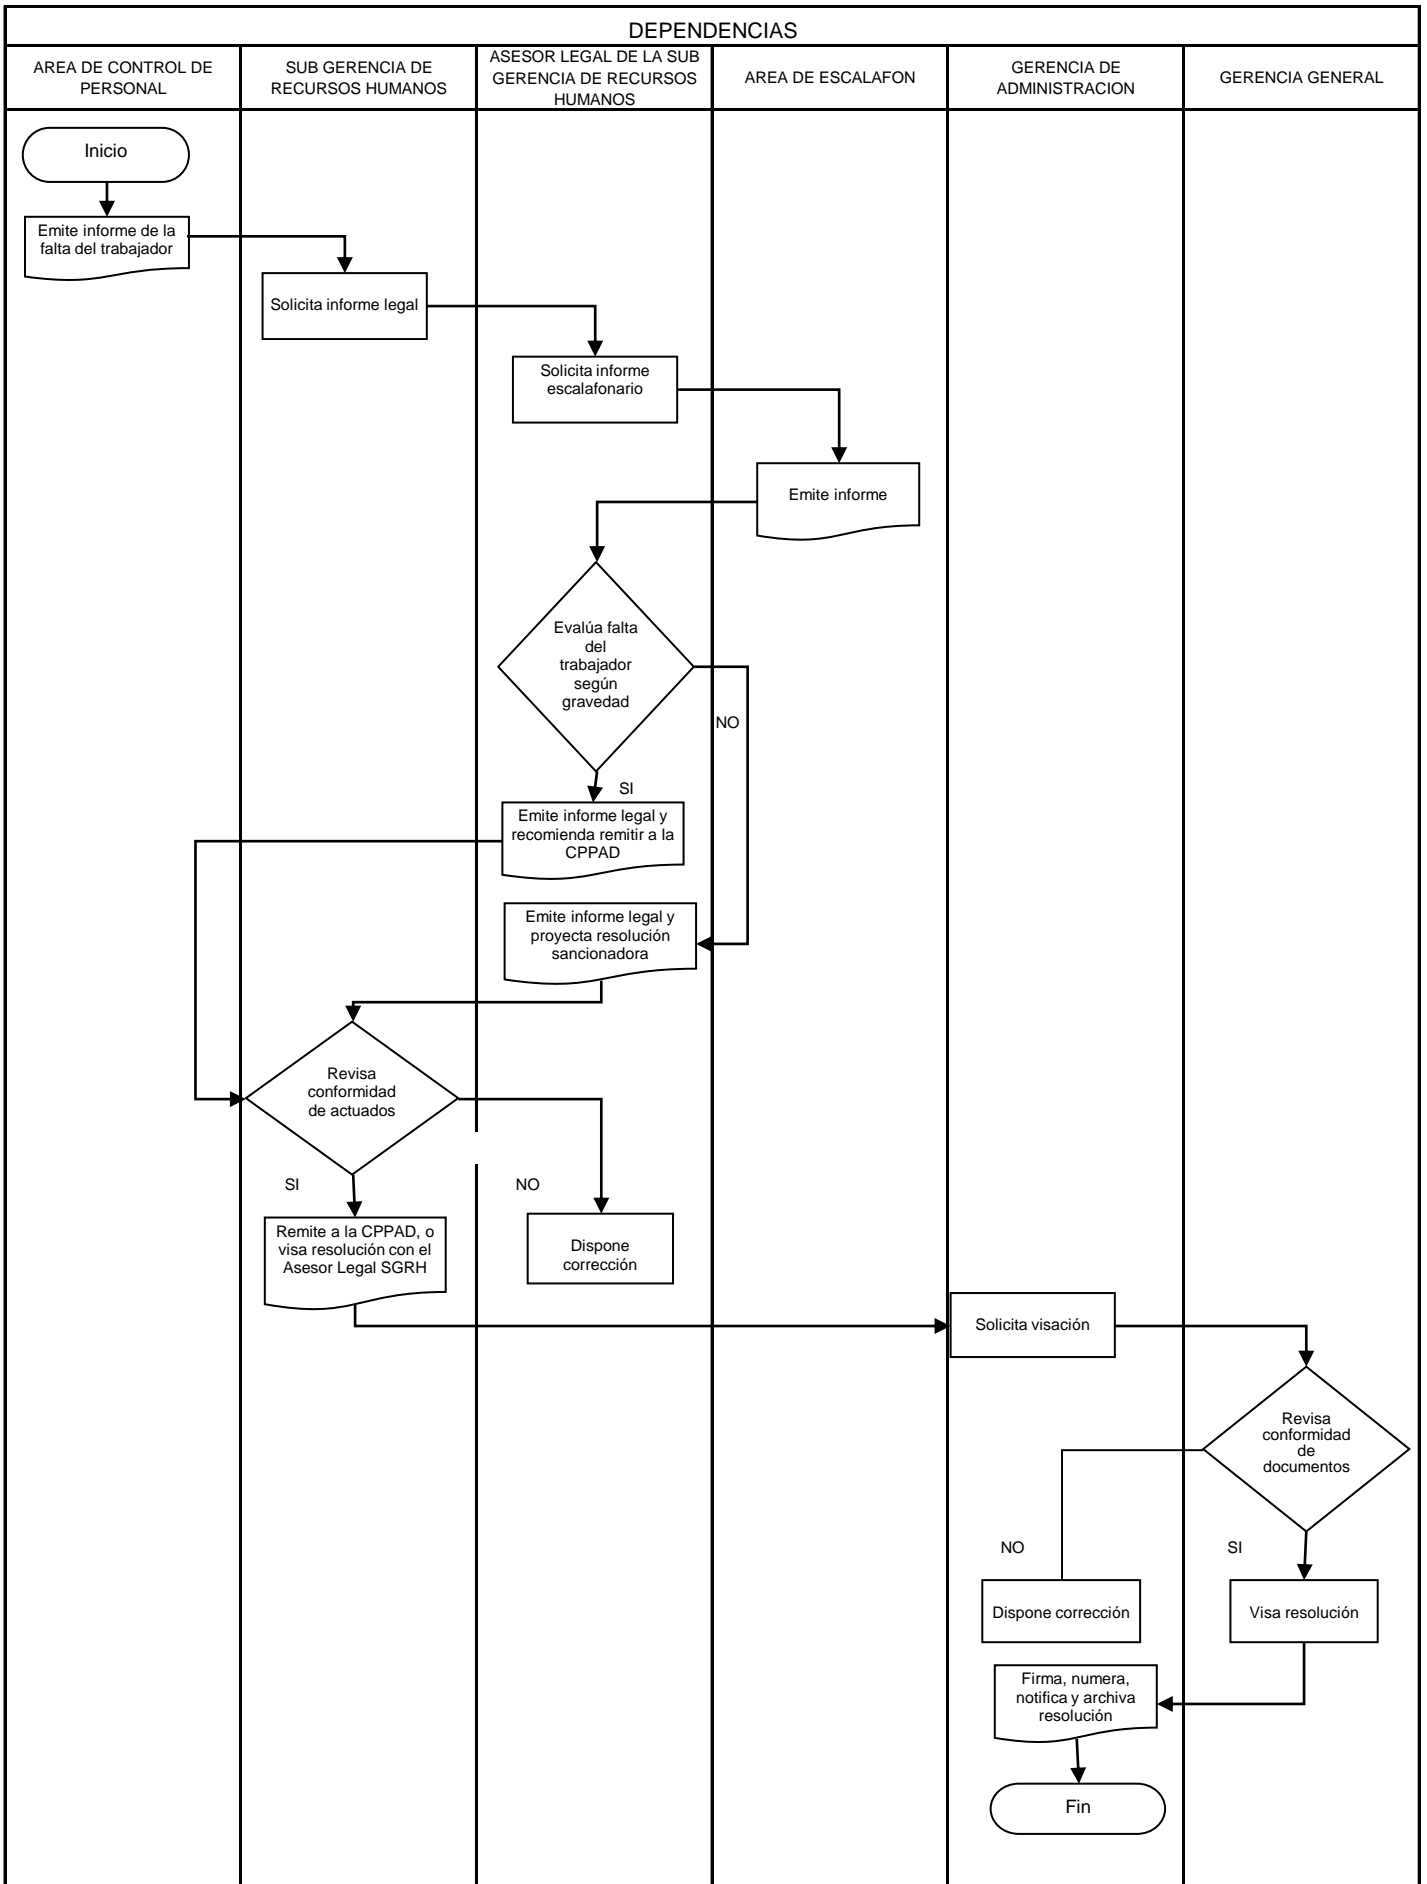 DEPENDENCIAS
AREA DE CONTROL DE
PERSONAL
SUB GERENCIA DE
RECURSOS HUMANOS
ASESOR LEGAL DE LA SUB
GERENCIA DE RECURSOS
HUMANOS
AREA DE ESCALAFON
GERENCIA DE
ADMINISTRACION
GERENCIA GENERAL
Inicio
Emite informe de la
falta del trabajador
Solicita informe legal
Solicita informe
escalafonario
Emite informe
Evalúa falta
del
trabajador
según
gravedad
NO
SI
Emite informe legal y
recomienda remitir a la
CPPAD
Emite informe legal y
proyecta resolución
sancionadora
Revisa
conformidad
de actuados
SI
NO
Remite a la CPPAD, o
visa resolución con el
Asesor Legal SGRH
Dispone
corrección
Solicita visación
Revisa
conformidad
de
documentos
NO
SI
Dispone corrección
Visa resolución
Firma, numera,
notifica y archiva
resolución
Fin